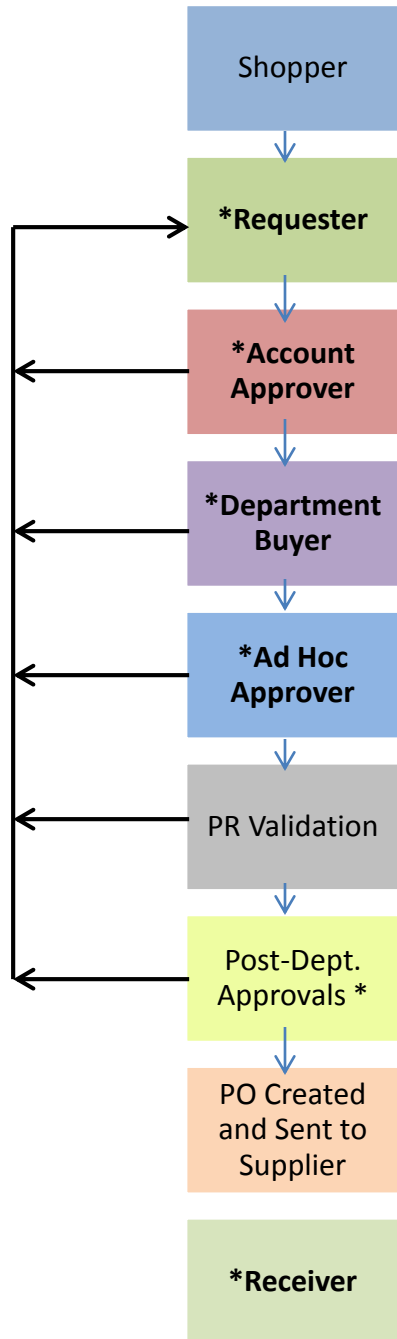 Shopper
*Requester
*Account
Approver
*Department
Buyer
*Ad Hoc
Approver
PR Validation
Post-Dept.
Approvals *
PO Created
and Sent to
Supplier
*Receiver